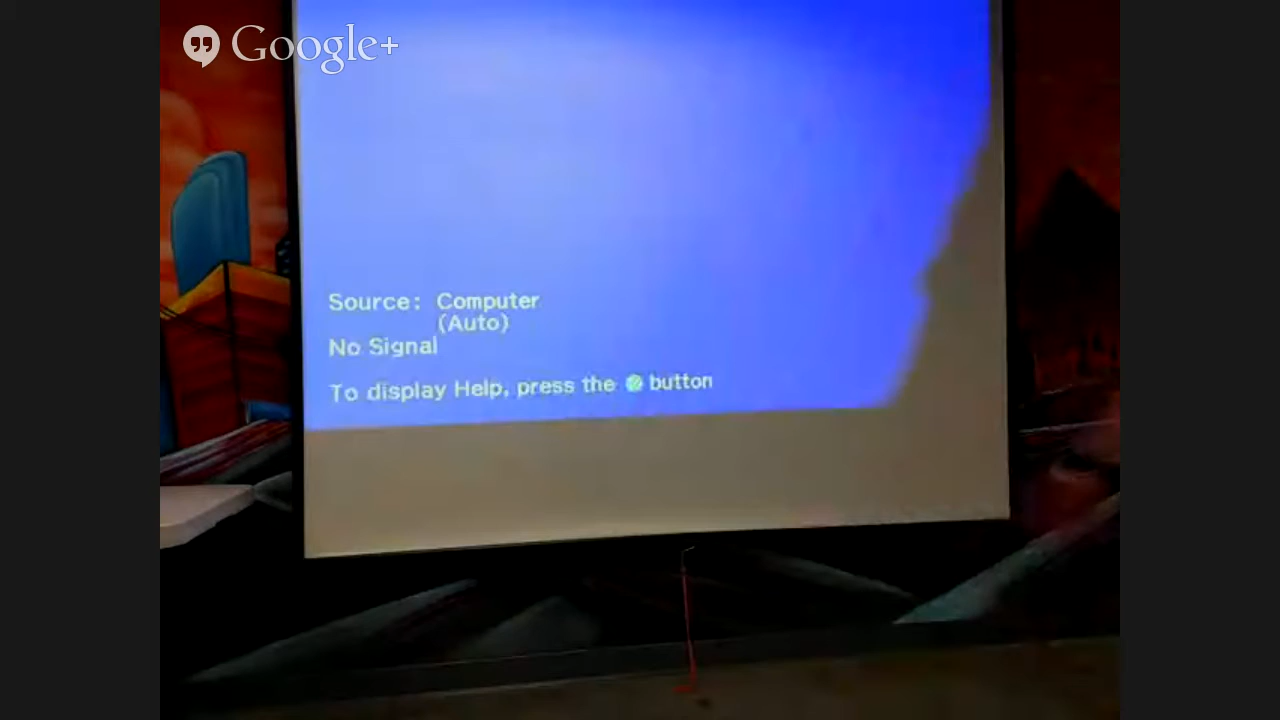 Google+
Source: Computer
(Auto)
No Signal
To display Help, press the button